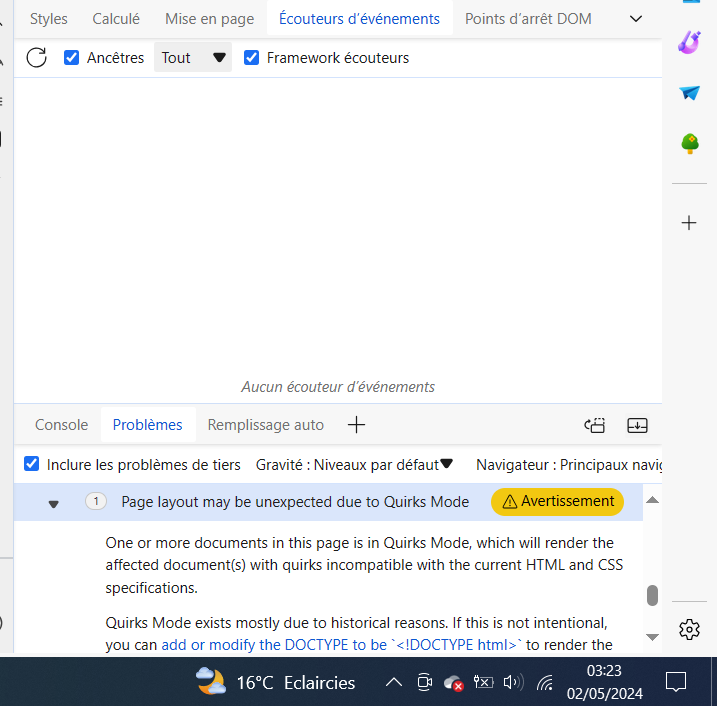 Styles Calculé Mise en page Écouteurs d'événements Points d'arrêt DOM
Ancêtres Tout Framework écouteurs
Aucun écouteur d'événements
Console Problèmes Remplissage auto
Inclure les problèmes de tiers Gravité : Niveaux par défaut Navigateur : Principaux navig
1 Page layout may be unexpected due to Quirks Mode Avertissement
One or more documents in this page is in Quirks Mode, which will render the
affected document(s) with quirks incompatible with the current HTML and CSS
specifications.
Quirks Mode exists mostly due to historical reasons. If this is not intentional,
you can add or modify the DOCTYPE to be `<!DOCTYPE html>` to render the
16°C Eclaircies
03:23
02/05/2024